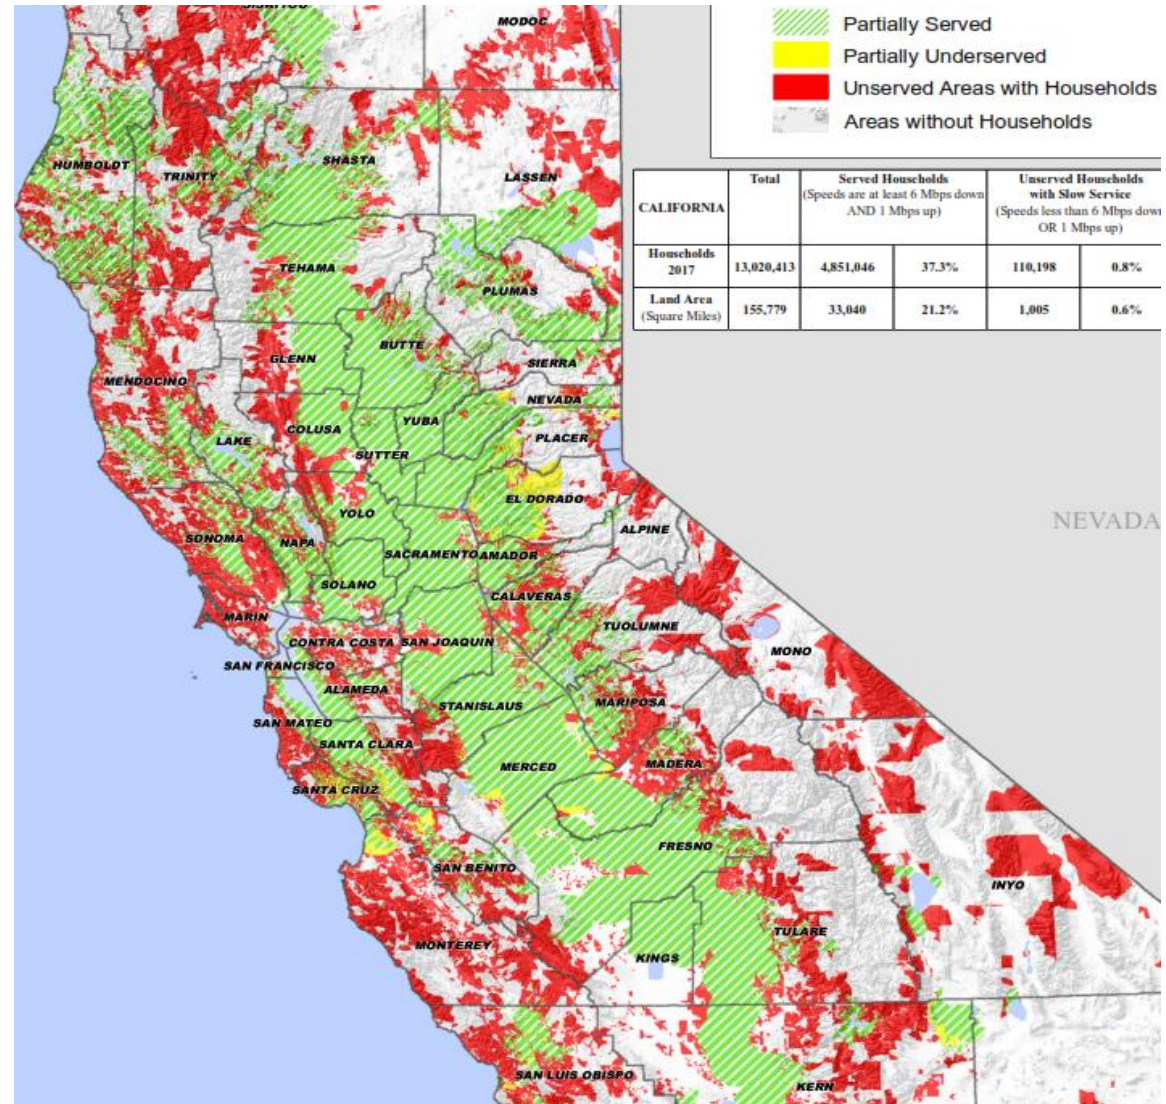 SISKIYOU
MODOC
Partially Served
Partially Underserved
Unserved Areas with Households
Areas without Households
HUMBOLDT
TRINITY
SHASTA
LASSEN
CALIFORNIA
Total
Served Households
(Speeds are at least 6 Mbps down
AND 1 Mbps up)
Unserved Households
with Slow Service
(Speeds less than 6 Mbps down
OR 1 Mbps up)
Households
2017
13,020,413
4,851,046
37.3%
110,198
0.8%
Land Area
(Square Miles)
155,779
33,040
21.2%
1,005
0.6%
TEHAMA
PLUMAS
GLENN
BUTTE
SIERRA
MENDOCINO
NEVADA
COLUSA
YUBA
LAKE
PLACER
SUTTER
EL DORADO
YOLO
NEVADA
ALPINE
SONOMA
NAPA
SACRAMENTO
AMADOR
SOLANO
CALAVERAS
MARIN
TUOLUMNE
CONTRA COSTA
SAN JOAQUIN
MONO
SAN FRANCISCO
ALAMEDA
STANISLAUS
MARIPOSA
SAN MATEO
SANTA CLARA
MERCED
MADERA
SANTA CRUZ
FRESNO
SAN BENITO
INYO
TULARE
MONTEREY
KINGS
SAN LUIS OBISPO
KERN